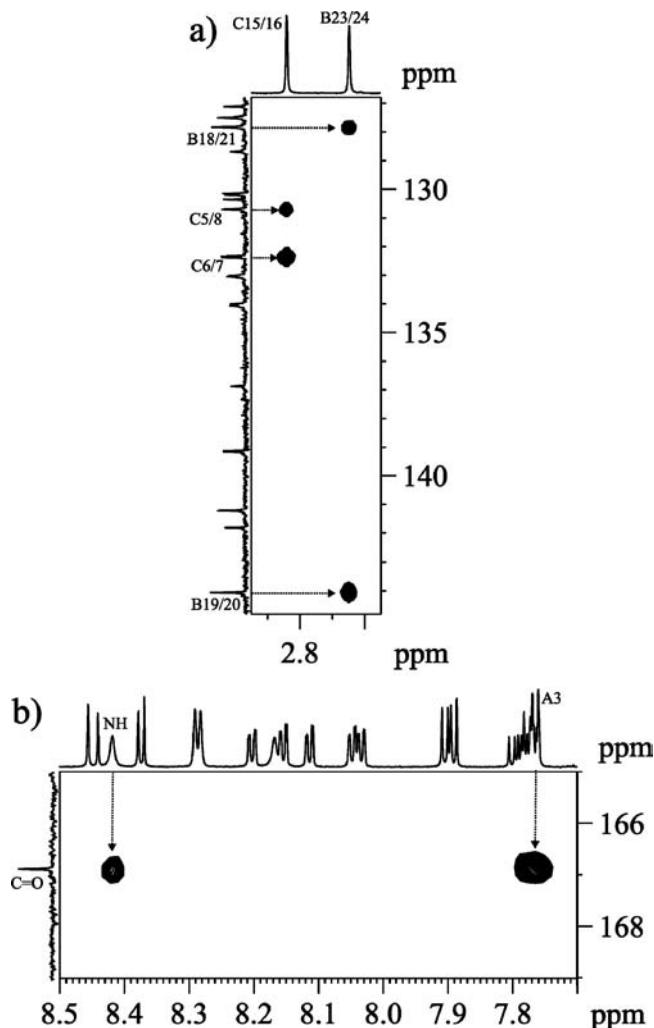 a)
C15/16
B23/24
ppm
B18/21
130
C5/8
C6/7
135
140
B19/20
2.8
ppm
b)
NH
A3
ppm
166
C=O
168
8.5 8.4 8.3 8.2 8.1 8.0 7.9 7.8 ppm